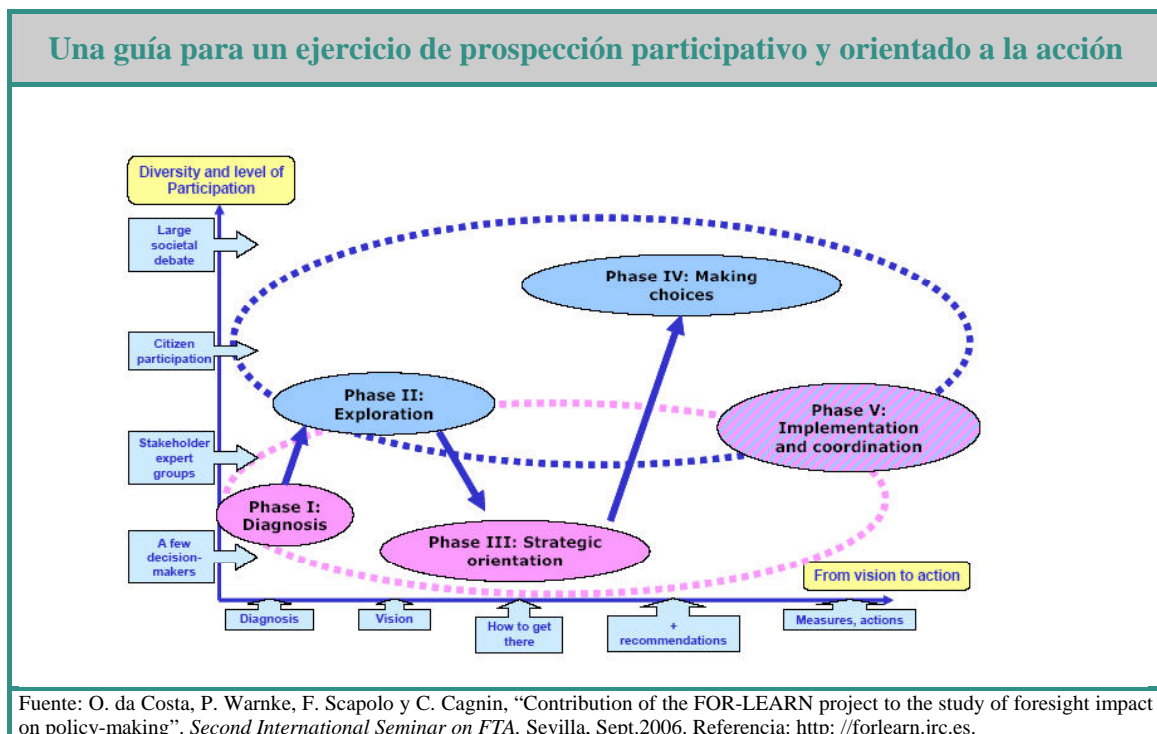 Una guía para un ejercicio de prospección participativo y orientado a la acción
Diversity and level of
Participation
Large
societal
debate
Phase IV: Making
choices
Citizen
participation
Phase II:
Exploration
Phase V:
Implementation
and coordination
Stakeholder
expert
groups
Phase I:
Diagnosis
Phase III: Strategic
orientation
A few
decision-
makers
From vision to action
Diagnosis
Vision
How to get
there
+
recommendations
Measures, actions
Fuente: O. da Costa, P. Warnke, F. Scapolo y C. Cagnin, “Contribution of the FOR-LEARN project to the study of foresight impact
on policy-making”. Second International Seminar on FTA, Sevilla, Sept.2006. Referencia: http: //forlearn.jrc.es.